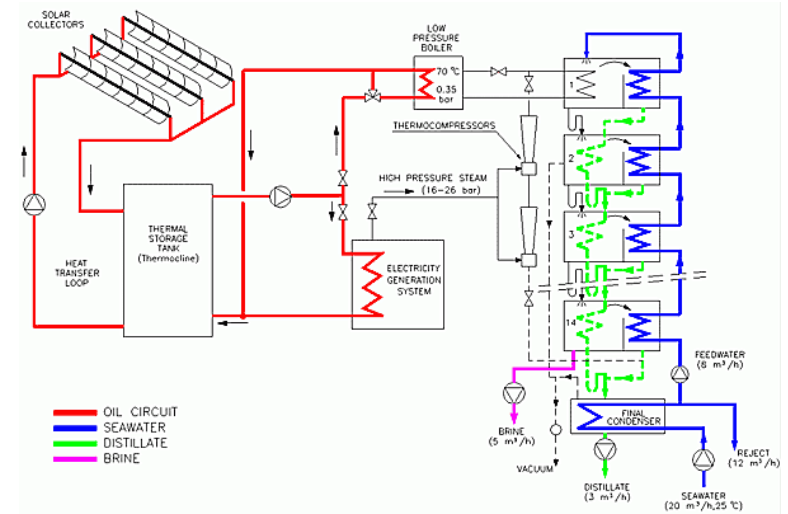 SOLAR
COLLECTORS
LOW
PRESSURE
BOILER
70 ºC
0.35
bar
1
THERMOCOMPRESSORS
2
HIGH PRESSURE STEAM
(16–26 bar)
THERMAL
STORAGE
TANK
(Thermocline)
3
HEAT
TRANSFER
LOOP
ELECTRICITY
GENERATION
SYSTEM
14
FEEDWATER
(8 m³/h)
OIL CIRCUIT
SEAWATER
DISTILLATE
BRINE
FINAL
CONDENSER
BRINE
(5 m³/h)
VACUUM
REJECT
(12 m³/h)
DISTILLATE
(3 m³/h)
SEAWATER
(20 m³/h,25 ºC)